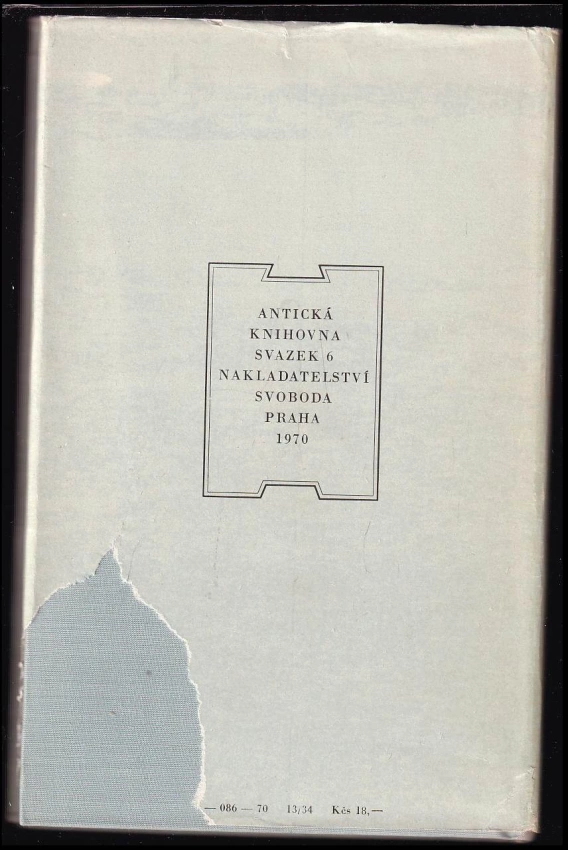 ANTICKÁ
KNIHOVNA
SVAZEK 6
NAKLADATELSTVÍ
SVOBODA
PRAHA
1970
— 086 — 70 13/34 Kčs 18,—